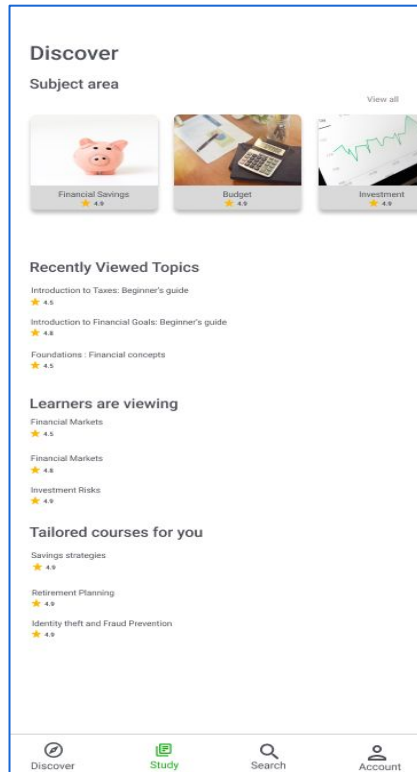 Discover
Subject area
View all
Financial Savings
4.9
Budget
4.9
Investment
4.9
Recently Viewed Topics
Introduction to Taxes: Beginner's guide
4.5
Introduction to Financial Goals: Beginner's guide
4.8
Foundations : Financial concepts
4.5
Learners are viewing
Financial Markets
4.5
Financial Markets
4.8
Investment Risks
4.9
Tailored courses for you
Savings strategies
4.9
Retirement Planning
4.9
Identity theft and Fraud Prevention
4.9
Discover
Study
Search
Account